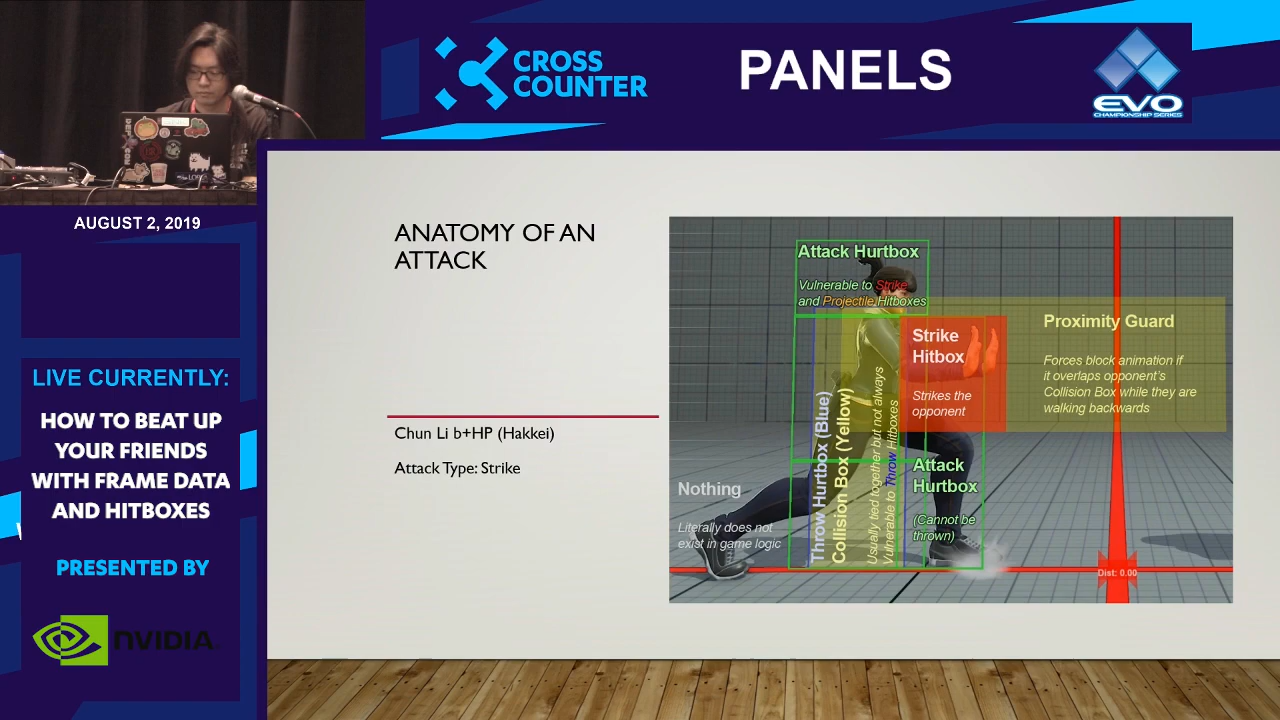 CROSS
COUNTER
PANELS
EVO
CHAMPIONSHIP SERIES
AUGUST 2, 2019
LIVE CURRENTLY:
HOW TO BEAT UP
YOUR FRIENDS
WITH FRAME DATA
AND HITBOXES
PRESENTED BY
NVIDIA
ANATOMY OF AN
ATTACK
Chun Li b+HP (Hakkei)
Attack Type: Strike
Attack Hurtbox
Vulnerable to Strike
and Projectile Hitboxes
Strike
Hitbox
Strikes the
opponent
Proximity Guard
Forces block animation if
it overlaps opponent's
Collision Box while they are
walking backwards
Throw Hurtbox (Blue)
Collision Box (Yellow)
Usually tied together but not always
Vulnerable to Throw Hitboxes
Attack
Hurtbox
(Cannot be
thrown)
Nothing
Literally does not
exist in game logic
Dist: 0.00